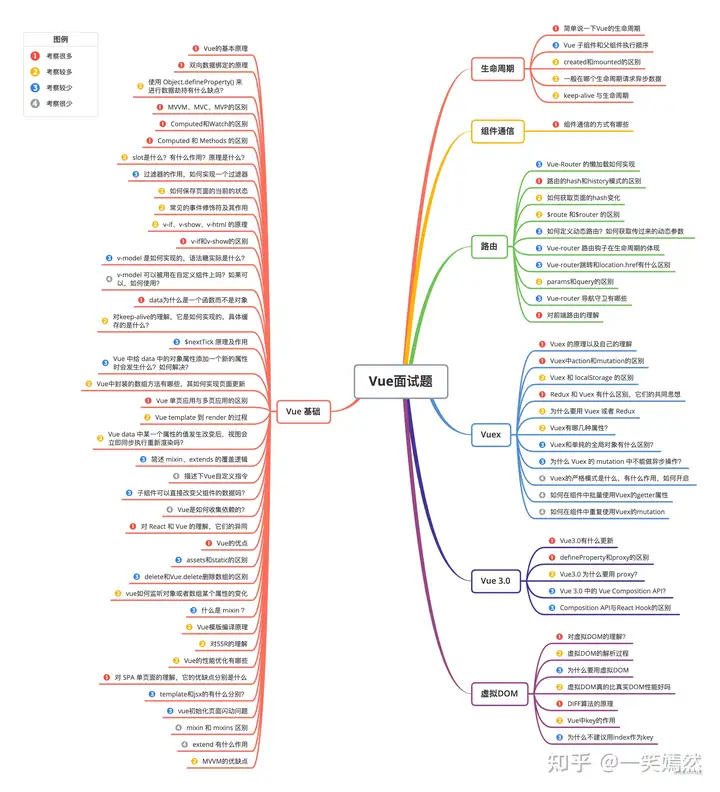 图例
1 考察很多
2 考察较多
3 考察较少
4 考察很少
Vue面试题
Vue 基础
1 Vue的基本原理
1 双向数据绑定的原理
2 使用 Object.defineProperty() 来
进行数据劫持有什么缺点？
1 MVVM、MVC、MVP的区别
1 Computed和Watch的区别
1 Computed 和 Methods 的区别
2 slot是什么？有什么作用？原理是什么？
3 过滤器的作用，如何实现一个过滤器
2 如何保存页面的当前的状态
2 常见的事件修饰符及其作用
2 v-if、v-show、v-html 的原理
1 v-if和v-show的区别
3 v-model 是如何实现的，语法糖实际是什么？
4 v-model 可以被用在自定义组件上吗？如果可
以，如何使用？
1 data为什么是一个函数而不是对象
2 对keep-alive的理解，它是如何实现的，具体缓
存的是什么？
3 $nextTick 原理及作用
3 Vue 中给 data 中的对象属性添加一个新的属性
时会发生什么？如何解决？
2 Vue中封装的数组方法有哪些，其如何实现页面更新
1 Vue 单页应用与多页应用的区别
2 Vue template 到 render 的过程
2 Vue data 中某一个属性的值发生改变后，视图会
立即同步执行重新渲染吗？
3 简述 mixin、extends 的覆盖逻辑
4 描述下Vue自定义指令
3 子组件可以直接改变父组件的数据吗？
4 Vue是如何收集依赖的？
1 对 React 和 Vue 的理解，它们的异同
1 Vue的优点
3 assets和static的区别
3 delete和Vue.delete删除数组的区别
2 vue如何监听对象或者数组某个属性的变化
3 什么是 mixin ？
2 Vue模版编译原理
2 对SSR的理解
2 Vue的性能优化有哪些
1 对 SPA 单页面的理解，它的优缺点分别是什么
3 template和jsx的有什么分别？
3 vue初始化页面闪动问题
4 mixin 和 mixins 区别
4 extend 有什么作用
2 MVVM的优缺点
生命周期
1 简单说一下Vue的生命周期
3 Vue 子组件和父组件执行顺序
2 created和mounted的区别
2 一般在哪个生命周期请求异步数据
2 keep-alive 与生命周期
组件通信
1 组件通信的方式有哪些
路由
3 Vue-Router 的懒加载如何实现
1 路由的hash和history模式的区别
2 如何获取页面的hash变化
2 $route 和$router 的区别
3 如何定义动态路由？如何获取传过来的动态参数
3 Vue-router 路由钩子在生命周期的体现
3 Vue-router跳转和location.href有什么区别
2 params和query的区别
3 Vue-router 导航守卫有哪些
1 对前端路由的理解
Vuex
3 Vuex 的原理以及自己的理解
1 Vuex中action和mutation的区别
2 Vuex 和 localStorage 的区别
1 Redux 和 Vuex 有什么区别，它们的共同思想
2 为什么要用 Vuex 或者 Redux
2 Vuex有哪几种属性？
3 Vuex和单纯的全局对象有什么区别？
3 为什么 Vuex 的 mutation 中不能做异步操作？
4 Vuex的严格模式是什么，有什么作用，如何开启
4 如何在组件中批量使用Vuex的getter属性
4 如何在组件中重复使用Vuex的mutation
Vue 3.0
1 Vue3.0有什么更新
1 defineProperty和proxy的区别
2 Vue3.0 为什么要用 proxy？
3 Vue 3.0 中的 Vue Composition API？
3 Composition API与React Hook的区别
虚拟DOM
1 对虚拟DOM的理解？
2 虚拟DOM的解析过程
3 为什么要用虚拟DOM
2 虚拟DOM真的比真实DOM性能好吗
1 DIFF算法的原理
2 Vue中key的作用
3 为什么不建议用index作为key
知乎 @一笑嫣然